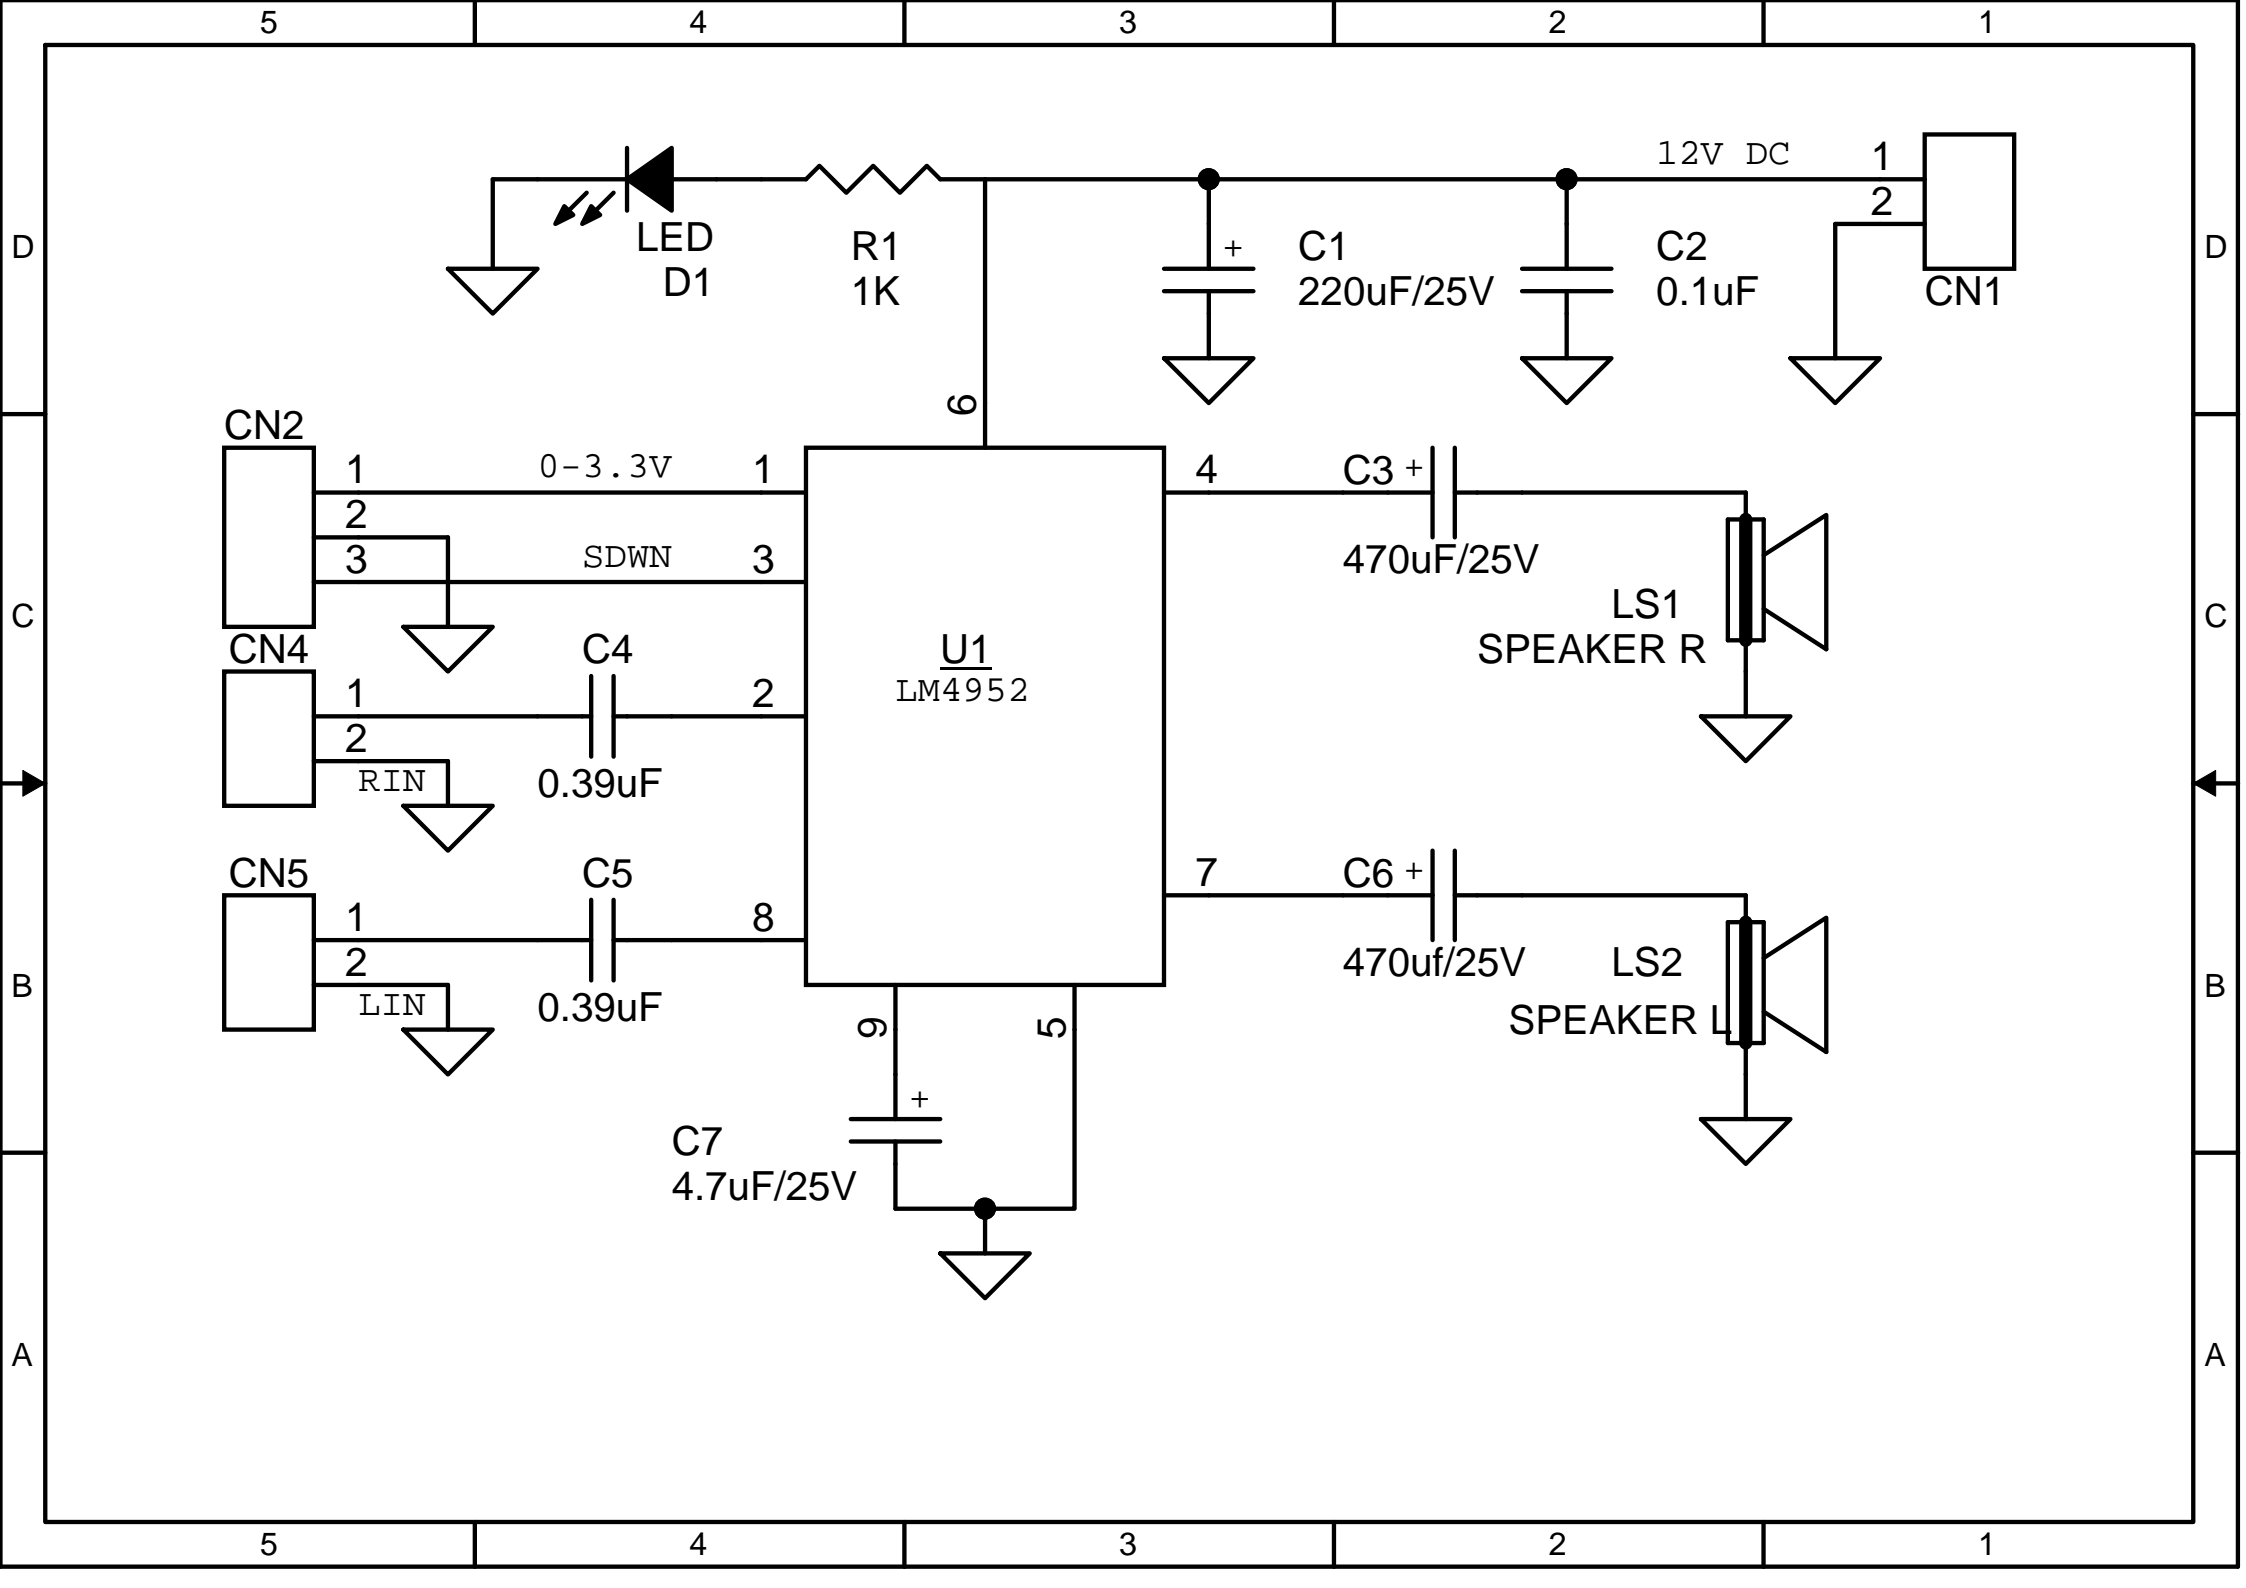 5 4 3 2 1
12V DC 1
2
LED
D1
R1
1K
+ C1
220uF/25V
C2
0.1uF
CN1
D D
6
CN2
1 0-3.3V 1
2
3 SDWN 3
4 C3 +
470uF/25V
LS1
SPEAKER R
C C
U1
LM4952
CN4 C4
1 2
2
RIN 0.39uF
CN5 C5
1 8
2
LIN 0.39uF
7 C6 +
470uf/25V LS2
SPEAKER L
B B
9 5
+
C7
4.7uF/25V
A A
5 4 3 2 1